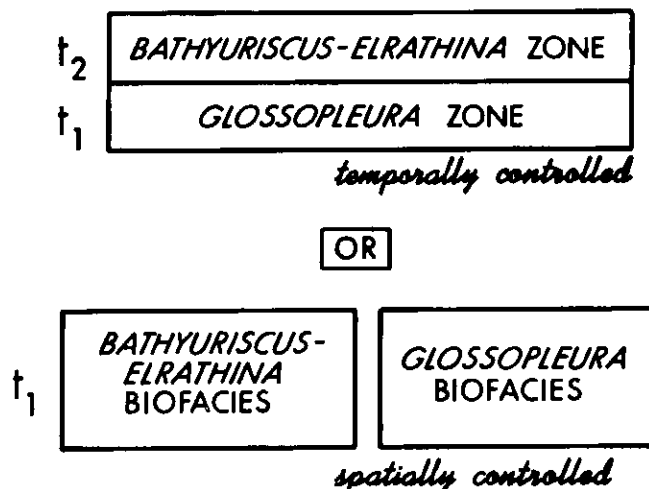 t2 BATHYURISCUS-ELRATHINA ZONE
t1 GLOSSOPLEURA ZONE
temporally controlled
OR
BATHYURISCUS-
ELRATHINA
BIOFACIES
t1
GLOSSOPLEURA
BIOFACIES
spatially controlled